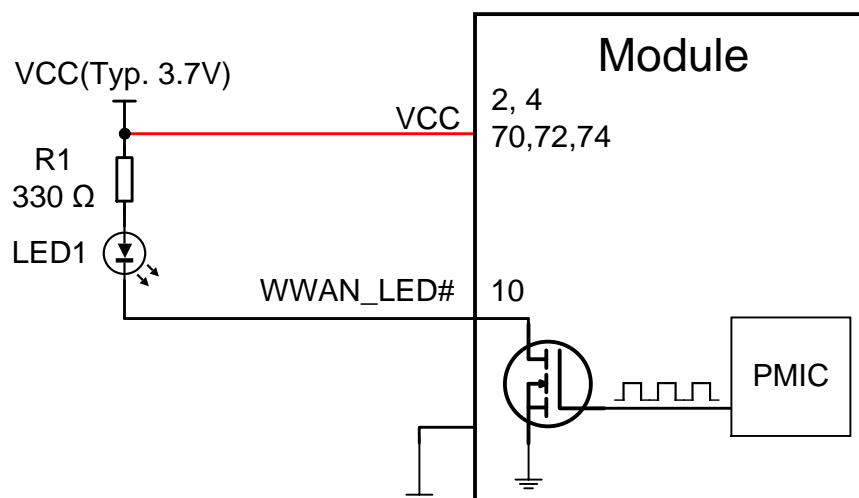 Module
VCC(Typ. 3.7V)
VCC
2, 4
70,72,74
R1
330 Ω
LED1
WWAN_LED#
10
PMIC